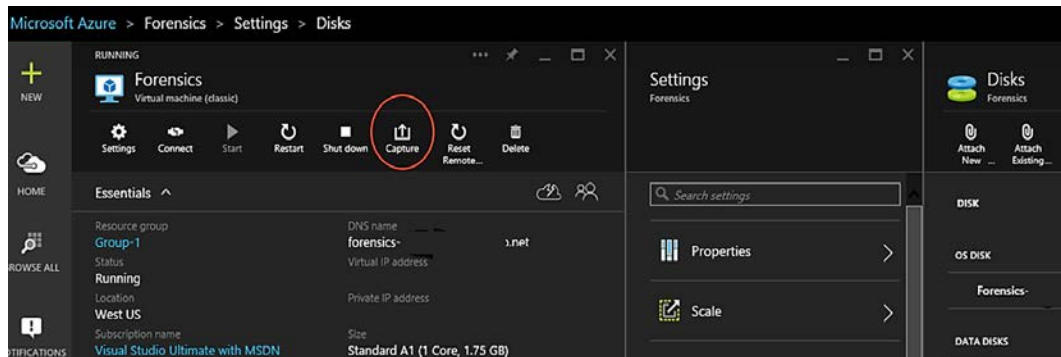 Microsoft Azure > Forensics > Settings > Disks
NEW
HOME
ROWSE ALL
OTIFICATIONS
RUNNING
Forensics
Virtual machine (classic)
Settings Connect Start Restart Shut down Capture Reset Remote... Delete
Essentials
Resource group
Group-1
Status
Running
Location
West US
Subscription name
Visual Studio Ultimate with MSDN
DNS name
forensics- .net
Virtual IP address
Private IP address
Size
Standard A1 (1 Core, 1.75 GB)
Settings
Forensics
Search settings
Properties
Scale
Disks
Forensics
Attach New ... Attach Existing...
DISK
OS DISK
Forensics-
DATA DISKS